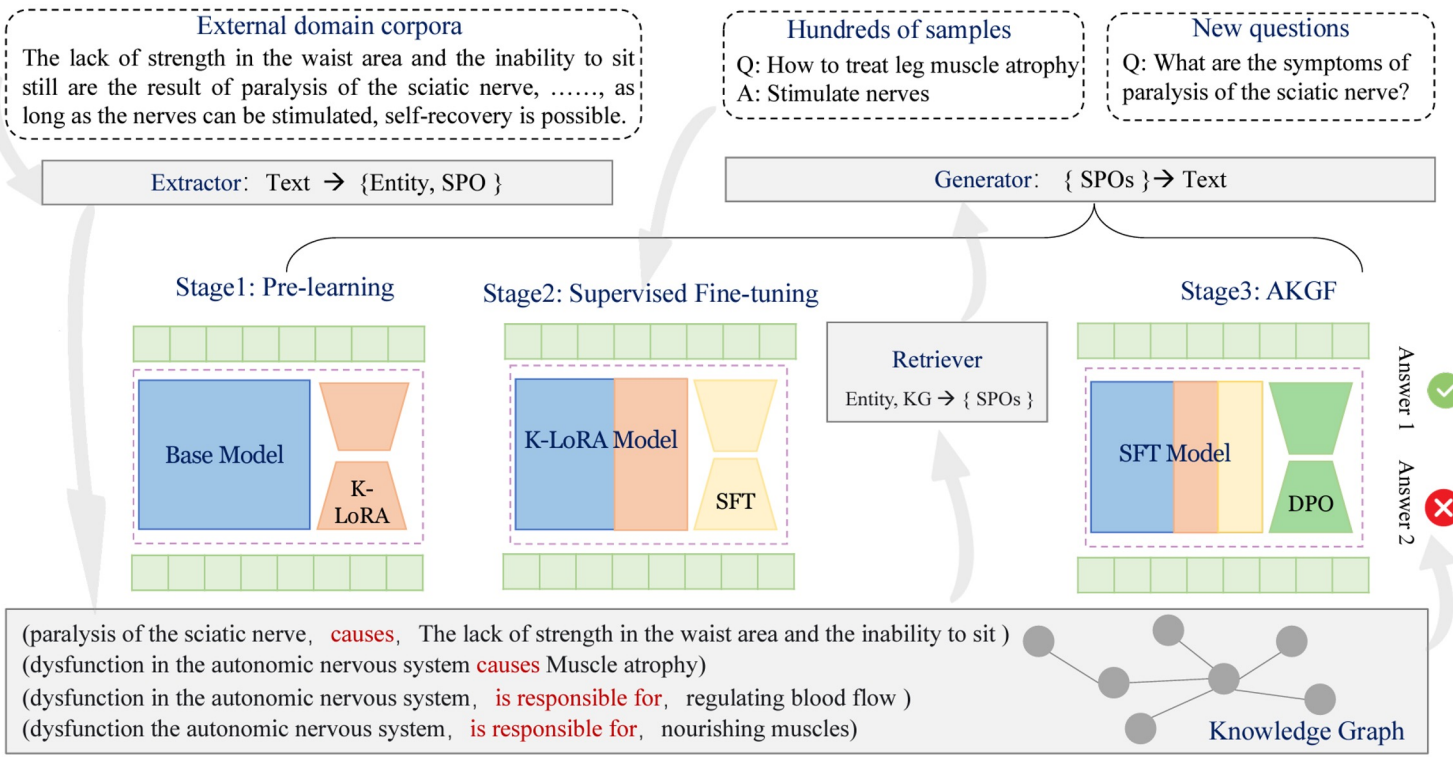 External domain corpora
The lack of strength in the waist area and the inability to sit
still are the result of paralysis of the sciatic nerve, ……, as
long as the nerves can be stimulated, self-recovery is possible.
Hundreds of samples
Q: How to treat leg muscle atrophy
A: Stimulate nerves
New questions
Q: What are the symptoms of
paralysis of the sciatic nerve?
Extractor: Text → {Entity, SPO }
Generator: { SPOs }→ Text
Stage1: Pre-learning
Stage2: Supervised Fine-tuning
Stage3: AKGF
Base Model
K-
LoRA
K-LoRA Model
SFT
Retriever
Entity, KG → { SPOs }
SFT Model
DPO
Answer 1
Answer 2
(paralysis of the sciatic nerve, causes, The lack of strength in the waist area and the inability to sit )
(dysfunction in the autonomic nervous system causes Muscle atrophy)
(dysfunction in the autonomic nervous system, is responsible for, regulating blood flow )
(dysfunction the autonomic nervous system, is responsible for, nourishing muscles)
Knowledge Graph